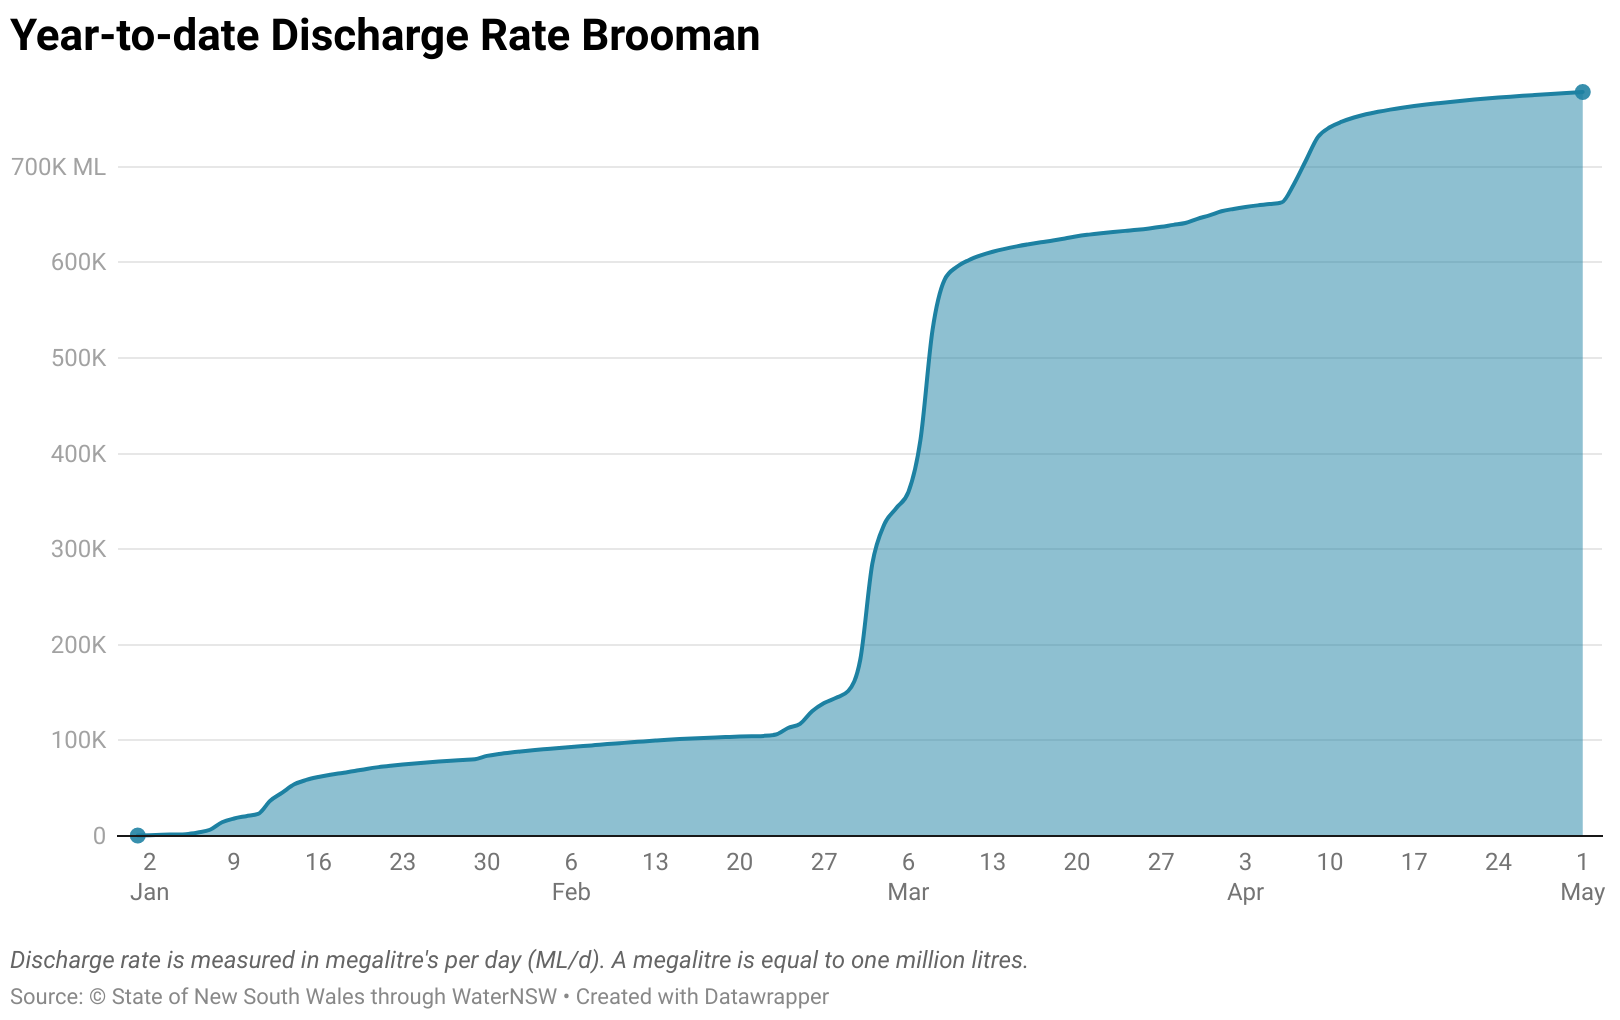 Year-to-date Discharge Rate Brooman
700K ML
600K
500K
400K
300K
200K
100K
0
2 9 16 23 30 6 13 20 27 6 13 20 27 3 10 17 24 1
Jan Feb Mar Apr May
Discharge rate is measured in megalitre's per day (ML/d). A megalitre is equal to one million litres.
Source: © State of New South Wales through WaterNSW • Created with Datawrapper